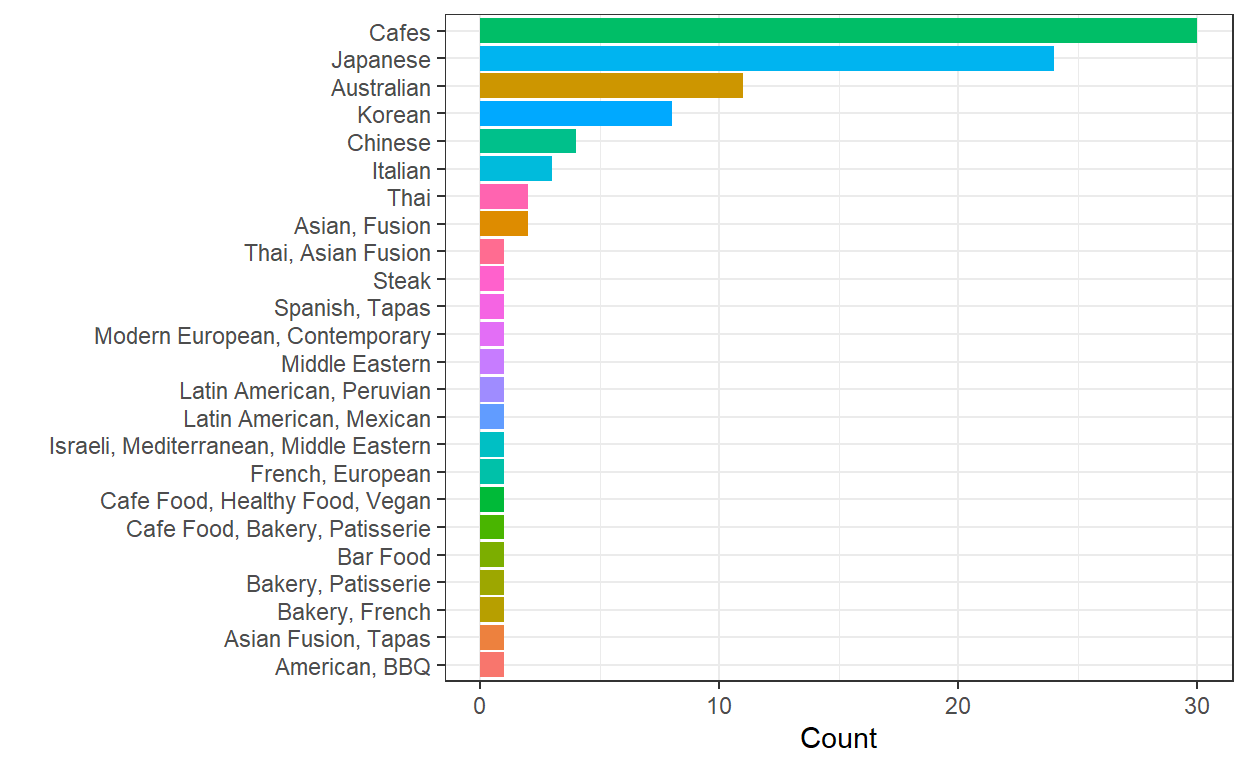 Cafes
Japanese
Australian
Korean
Chinese
Italian
Thai
Asian, Fusion
Thai, Asian Fusion
Steak
Spanish, Tapas
Modern European, Contemporary
Middle Eastern
Latin American, Peruvian
Latin American, Mexican
Israeli, Mediterranean, Middle Eastern
French, European
Cafe Food, Healthy Food, Vegan
Cafe Food, Bakery, Patisserie
Bar Food
Bakery, Patisserie
Bakery, French
Asian Fusion, Tapas
American, BBQ
0 10 20 30
Count